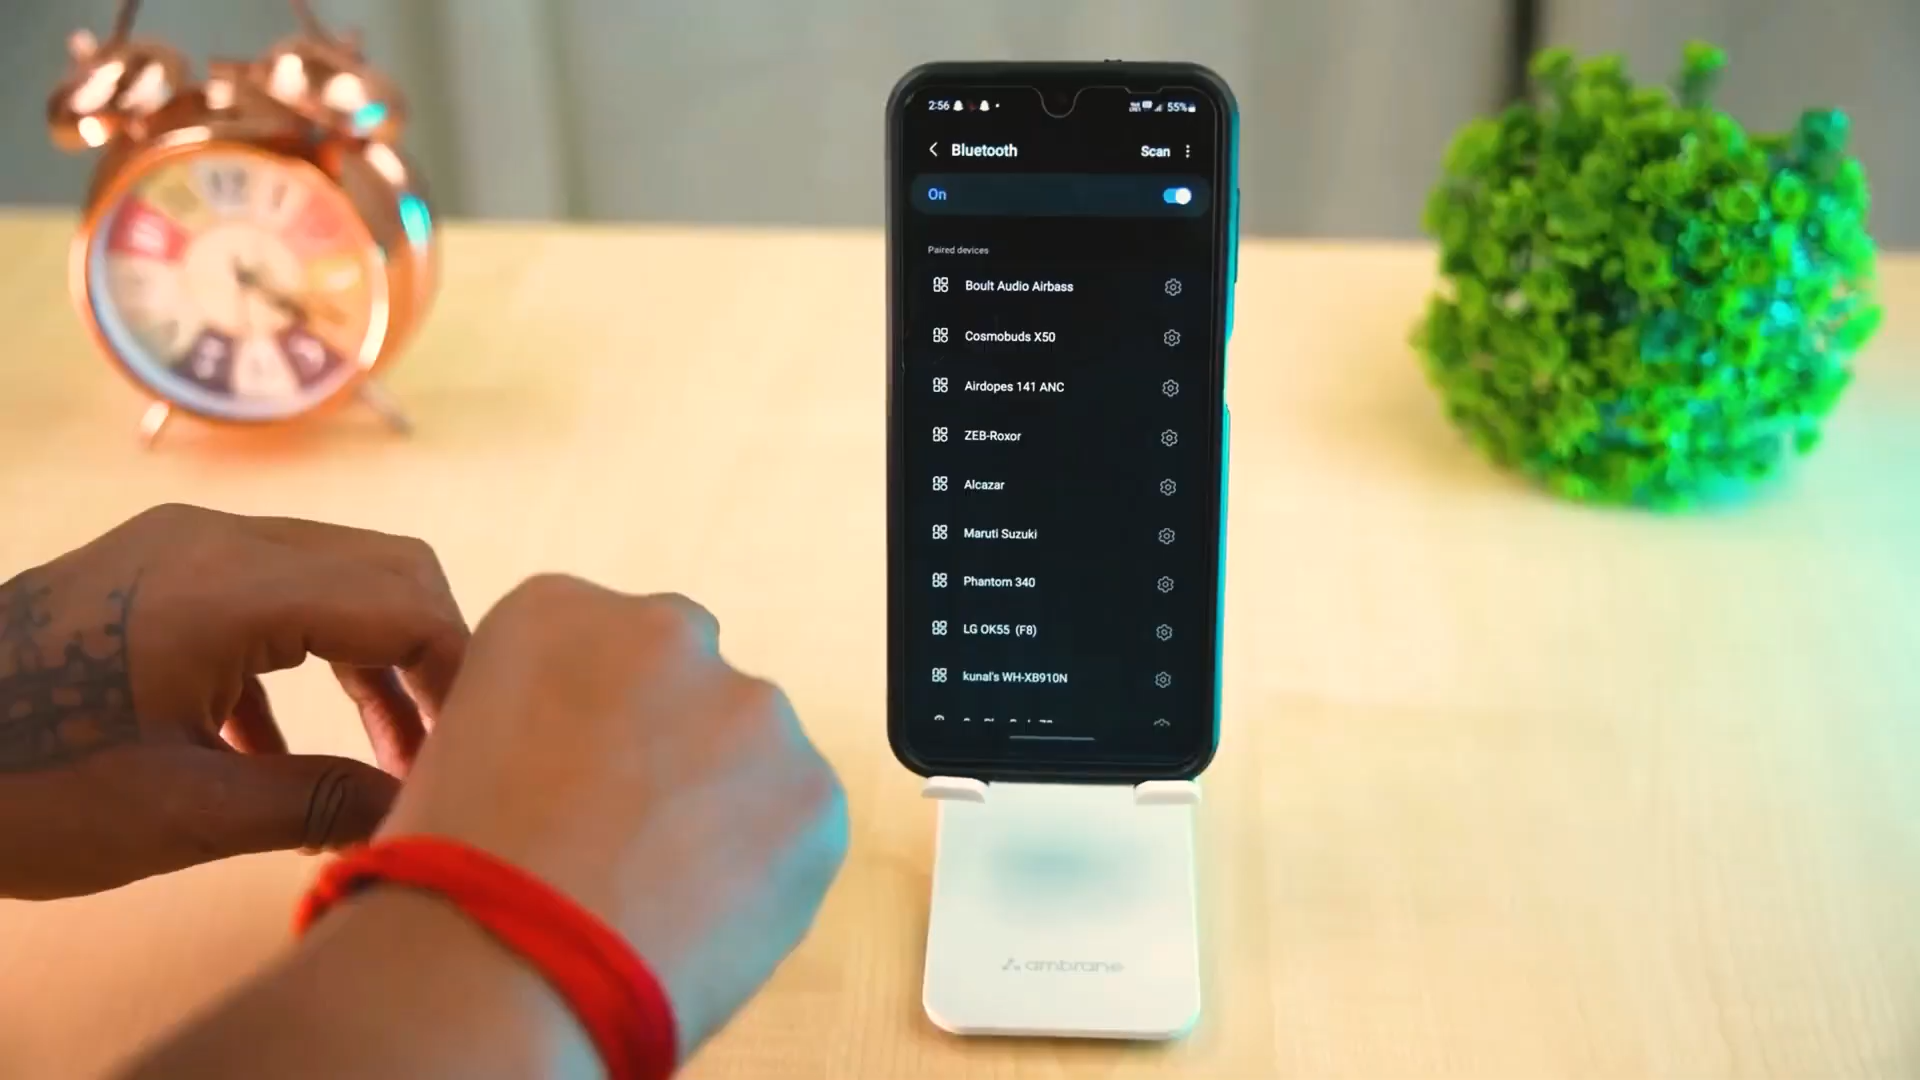 2:56
55%
Bluetooth
Scan
On
Paired devices
Boult Audio Airbass
Cosmobuds X50
Airdopes 141 ANC
ZEB-Roxor
Alcazar
Maruti Suzuki
Phantom 340
LG OK55 (F8)
kunal's WH-XB910N
ambrane